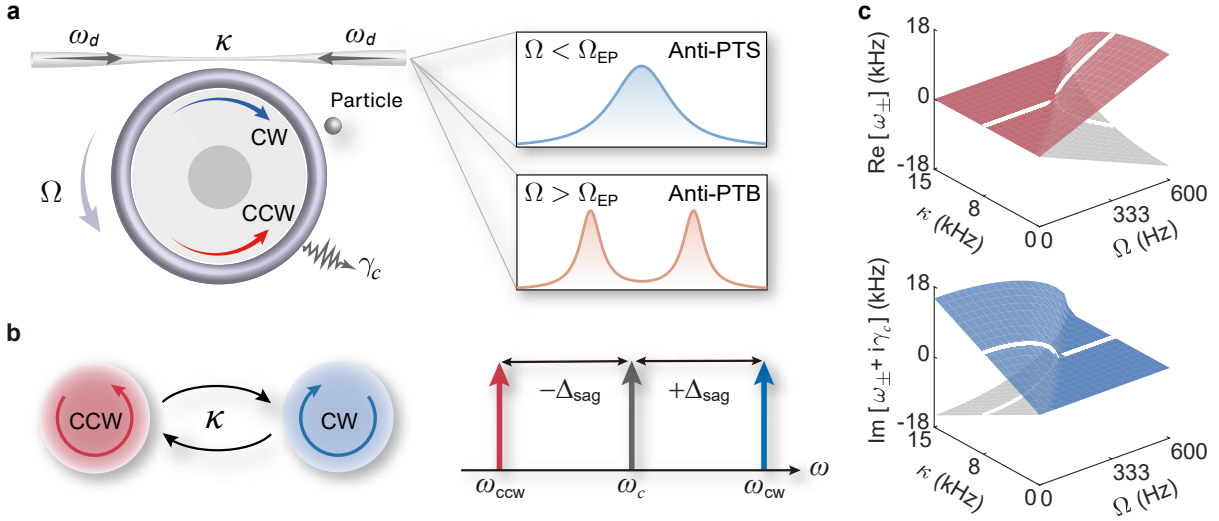 a
ω_d
κ
ω_d
Particle
CW
CCW
Ω
γ_c
Ω < Ω_EP
Anti-PTS
Ω > Ω_EP
Anti-PTB
b
CCW
κ
CW
−Δ_sag
+Δ_sag
ω_ccw
ω_c
ω_cw
ω
c
Re [ ω_± ] (kHz)
18
0
-18
15
8
0
κ (kHz)
0
333
600
Ω (Hz)
Im [ω_± + iγ_c] (kHz)
18
0
-18
15
8
0
κ (kHz)
0
333
600
Ω (Hz)